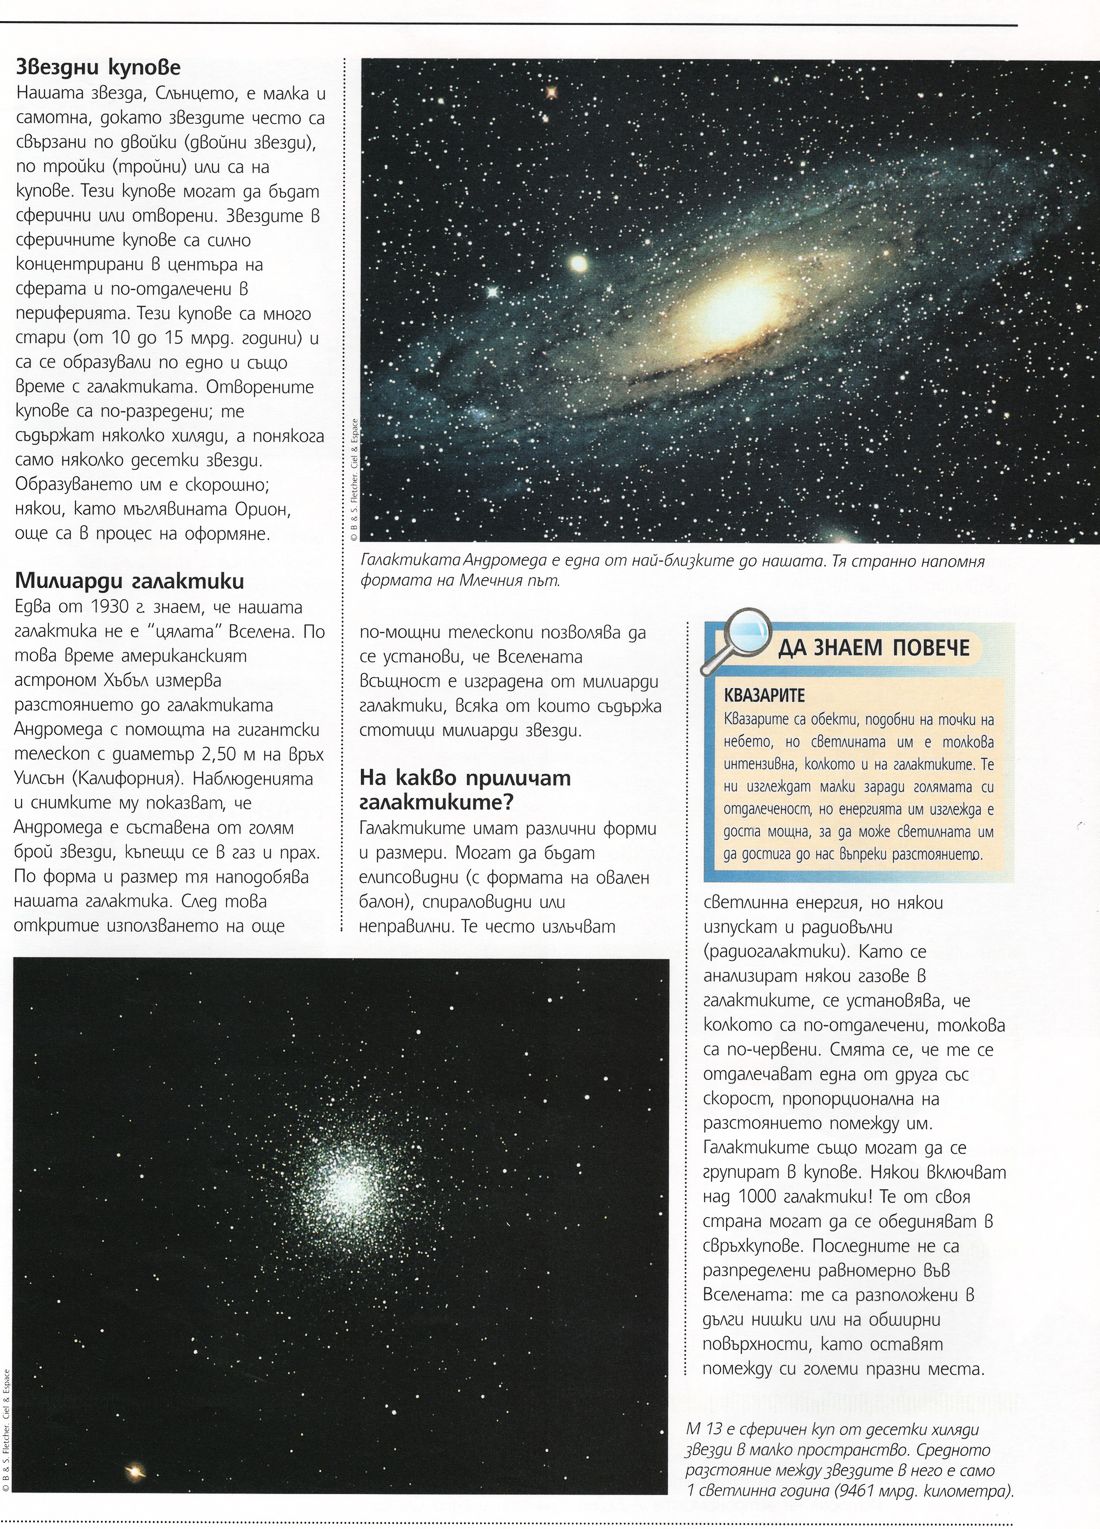 Звездни купове
Нашата звезда, Слънцето, е малка и
самотна, докато звездите често са
свързани по двойки (двойни звезди),
по тройки (тройни) или са на
купове. Тези купове могат да бъдат
сферични или отворени. Звездите в
сферичните купове са силно
концентрирани в центъра на
сферата и по-отдалечени в
периферията. Тези купове са много
стари (от 10 до 15 млрд. години) и
са се образували по едно и също
време с галактиката. Отворените
купове са по-разредени; те
съдържат няколко хиляди, а понякога
само няколко десетки звезди.
Образуването им е скорошно;
някои, като мъглявината Орион,
още са в процес на оформяне.
Милиарди галактики
Едва от 1930 г. знаем, че нашата
галактика не е “цялата” Вселена. По
това време американският
астроном Хъбъл измерва
разстоянието до галактиката
Андромеда с помощта на гигантски
телескоп с диаметър 2,50 м на връх
Уилсън (Калифорния). Наблюденията
и снимките му показват, че
Андромеда е съставена от голям
брой звезди, къпещи се в газ и прах.
По форма и размер тя наподобява
нашата галактика. След това
откритие използването на още
© B & S. Fletcher. Ciel & Espace
Галактиката Андромеда е една от най-близките до нашата. Тя странно напомня
формата на Млечния път.
по-мощни телескопи позволява да
се установи, че Вселената
всъщност е изградена от милиарди
галактики, всяка от които съдържа
стотици милиарди звезди.
На какво приличат
галактиките?
Галактиките имат различни форми
и размери. Могат да бъдат
елипсовидни (с формата на овален
балон), спираловидни или
неправилни. Те често излъчват
ДА ЗНАЕМ ПОВЕЧЕ
КВАЗАРИТЕ
Квазарите са обекти, подобни на точки на
небето, но светлината им е толкова
интензивна, колкото и на галактиките. Те
ни изглеждат малки заради голямата си
отдалеченост, но енергията им изглежда е
доста мощна, за да може светилната им
да достига до нас въпреки разстоянието.
светлинна енергия, но някои
изпускат и радиовълни
(радиогалактики). Като се
анализират някои газове в
галактиките, се установява, че
колкото са по-отдалечени, толкова
са по-червени. Смята се, че те се
отдалечават една от друга със
скорост, пропорционална на
разстоянието помежду им.
Галактиките също могат да се
групират в купове. Някои включват
над 1000 галактики! Те от своя
страна могат да се обединяват в
свръхкупове. Последните не са
разпределени равномерно във
Вселената: те са разположени в
дълги нишки или на обширни
повърхности, като оставят
помежду си големи празни места.
© B & S. Fletcher. Ciel & Espace
М 13 е сферичен куп от десетки хиляди
звезди в малко пространство. Средното
разстояние между звездите в него е само
1 светлинна година (9461 млрд. километра).